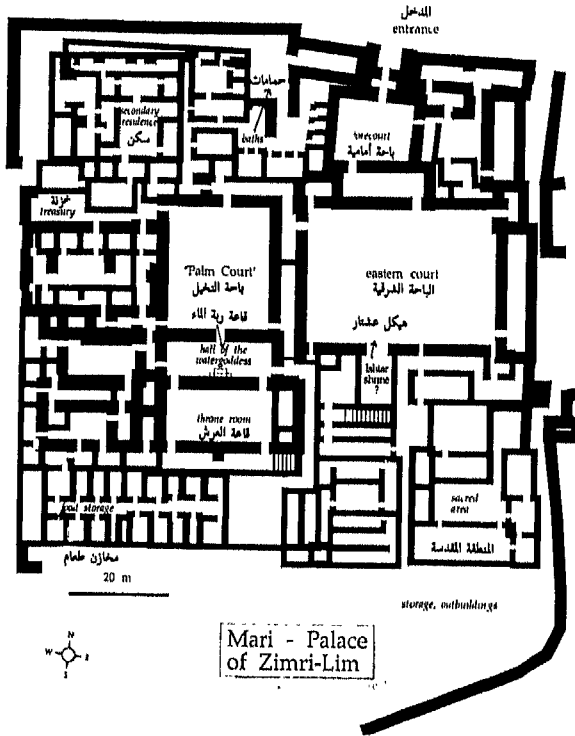 المدخل
entrance
حمامات
secondary
residence
سكن
baths
forecourt
باحة أمامية
خزنة
treasury
'Palm Court'
باحة النخيل
قاعة ربة الماء
eastern court
الباحة الشرقية
هيكل عشتار
hall of the
watergoddess
Ishtar
shrine
?
throne room
قاعة العرش
food storage
sacred
area
المنطقة المقدسة
مخازن طعام
20 m
storage, outbuildings
N
W
S
Mari - Palace
of Zimri-Lim